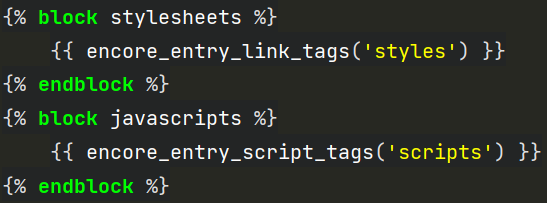 {% block stylesheets %}
    {{ encore_entry_link_tags('styles') }}
{% endblock %}
{% block javascripts %}
    {{ encore_entry_script_tags('scripts') }}
{% endblock %}